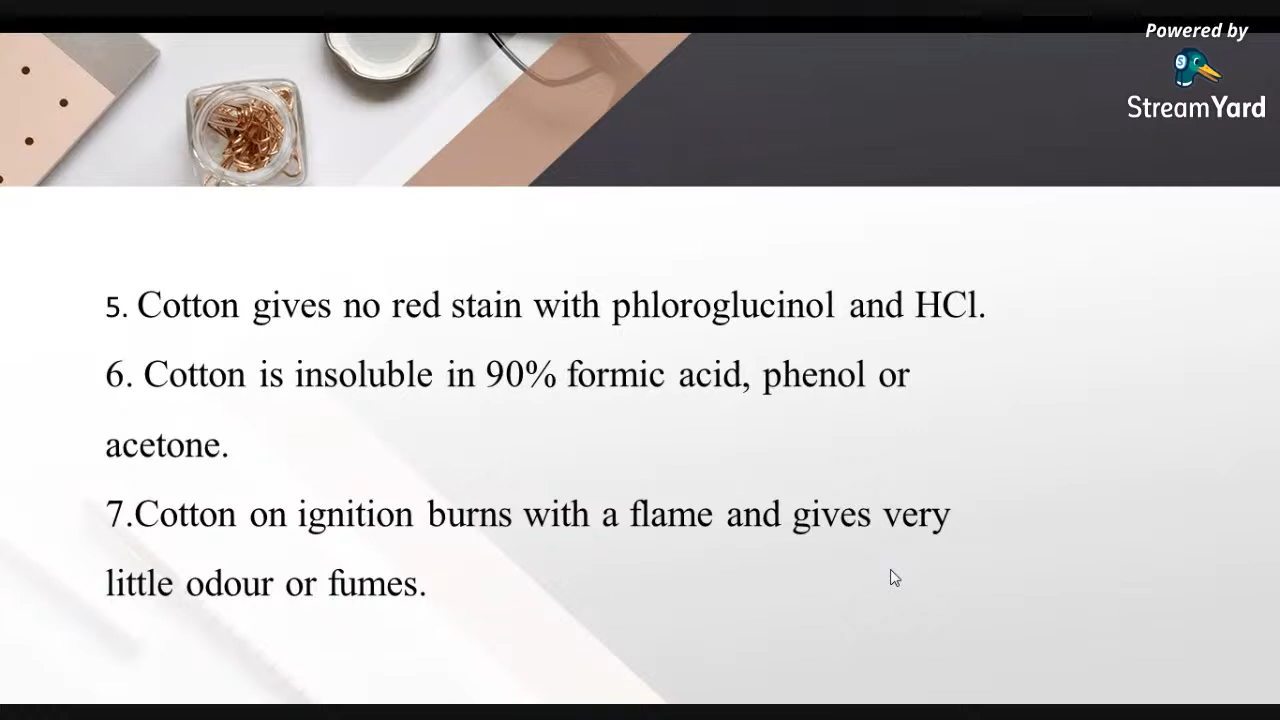 Powered by
StreamYard
5. Cotton gives no red stain with phloroglucinol and HCl.
6. Cotton is insoluble in 90% formic acid, phenol or
acetone.
7.Cotton on ignition burns with a flame and gives very
little odour or fumes.